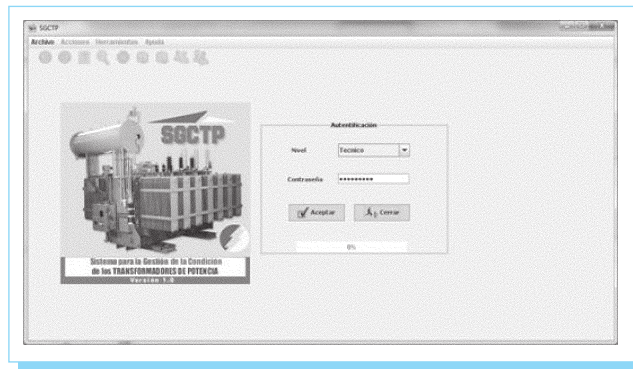 SGCTP
Archivo Acciones Herramientas Ayuda
SGCTP
Sistema para la Gestión de la Condición
de los TRANSFORMADORES DE POTENCIA
Versión 1.0
Autentificación
Nivel Tecnico
Contraseña *********
Aceptar Cerrar
0%